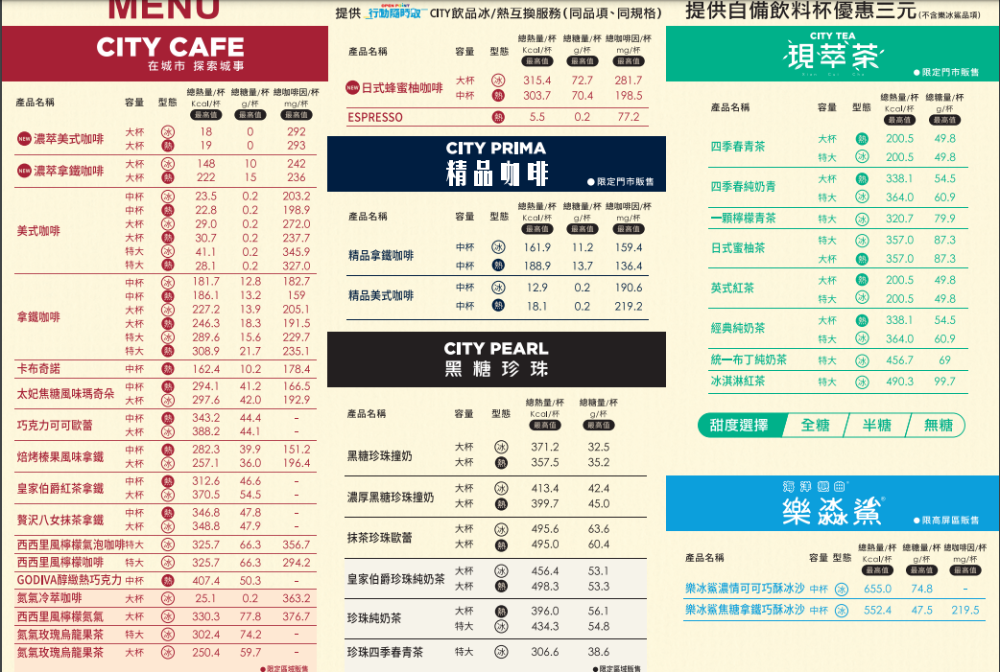 MENU
CITY CAFE
在城市 探索城事
產品名稱 容量 型態 總熱量/杯 Kcal/杯 最高值 總糖量/杯 g/杯 最高值 總咖啡因/杯 mg/杯 最高值
NEW 濃萃美式咖啡 大杯 冰 18 0 292
大杯 熱 19 0 293
NEW 濃萃拿鐵咖啡 大杯 冰 148 10 242
大杯 熱 222 15 236
美式咖啡 中杯 冰 23.5 0.2 203.2
中杯 熱 22.8 0.2 198.9
大杯 冰 29.0 0.2 272.0
大杯 熱 30.7 0.2 237.7
特大 冰 41.1 0.2 345.9
特大 熱 28.1 0.2 327.0
拿鐵咖啡 中杯 冰 181.7 12.8 182.7
中杯 熱 186.1 13.2 159
大杯 冰 227.2 13.9 205.1
大杯 熱 246.3 18.3 191.5
特大 冰 289.6 15.6 229.7
特大 熱 308.9 21.7 235.1
卡布奇諾 中杯 熱 162.4 10.2 178.4
太妃焦糖風味瑪奇朵 中杯 熱 294.1 41.2 166.5
大杯 冰 297.6 42.0 192.9
巧克力可可歐蕾 中杯 熱 343.2 44.4 -
大杯 冰 388.2 44.1 -
焙烤榛果風味拿鐵 中杯 熱 282.3 39.9 151.2
大杯 冰 257.1 36.0 196.4
皇家伯爵紅茶拿鐵 中杯 熱 312.6 46.6 -
大杯 冰 370.5 54.5 -
贅沢八女抹茶拿鐵 中杯 熱 346.8 47.8 -
大杯 冰 348.8 47.9 -
西西里風檸檬氣泡咖啡 特大 冰 325.7 66.3 356.7
西西里風檸檬咖啡 特大 冰 325.7 66.3 294.2
GODIVA醇緻熱巧克力 中杯 熱 407.4 50.3 -
氮氣冷萃咖啡 大杯 冰 25.1 0.2 363.2
西西里風檸檬氮氣 大杯 冰 330.3 77.8 376.7
氮氣玫瑰烏龍果茶 特大 冰 302.4 74.2 -
氮氣玫瑰烏龍果茶 大杯 冰 250.4 59.7 -
●限定區域販售
提供 OPEN POINT 行動隨時取 CITY飲品冰/熱互換服務(同品項、同規格)
產品名稱 容量 型態 總熱量/杯 Kcal/杯 最高值 總糖量/杯 g/杯 最高值 總咖啡因/杯 mg/杯 最高值
NEW 日式蜂蜜柚咖啡 大杯 冰 315.4 72.7 281.7
中杯 熱 303.7 70.4 198.5
ESPRESSO 熱 5.5 0.2 77.2
CITY PRIMA
精品咖啡 ●限定門市販售
產品名稱 容量 型態 總熱量/杯 Kcal/杯 最高值 總糖量/杯 g/杯 最高值 總咖啡因/杯 mg/杯 最高值
精品拿鐵咖啡 中杯 冰 161.9 11.2 159.4
中杯 熱 188.9 13.7 136.4
精品美式咖啡 中杯 冰 12.9 0.2 190.6
中杯 熱 18.1 0.2 219.2
CITY PEARL
黑糖珍珠
產品名稱 容量 型態 總熱量/杯 Kcal/杯 最高值 總糖量/杯 g/杯 最高值
黑糖珍珠撞奶 大杯 冰 371.2 32.5
大杯 熱 357.5 35.2
濃厚黑糖珍珠撞奶 大杯 冰 413.4 42.4
大杯 熱 399.7 45.0
抹茶珍珠歐蕾 大杯 冰 495.6 63.6
大杯 熱 495.0 60.4
皇家伯爵珍珠純奶茶 大杯 冰 456.4 53.1
大杯 熱 498.3 53.3
珍珠純奶茶 大杯 熱 396.0 56.1
特大 冰 434.3 54.8
珍珠四季春青茶 特大 冰 306.6 38.6
●限定區域販售
提供自備飲料杯優惠三元(不含樂冰鯊品項)
CITY TEA
現萃茶
Xian Cui Cha
●限定門市販售
產品名稱 容量 型態 總熱量/杯 Kcal/杯 最高值 總糖量/杯 g/杯 最高值
四季春青茶 大杯 熱 200.5 49.8
特大 冰 200.5 49.8
四季春純奶青 大杯 熱 338.1 54.5
特大 冰 364.0 60.9
一顆檸檬青茶 特大 冰 320.7 79.9
日式蜜柚茶 特大 冰 357.0 87.3
大杯 熱 357.0 87.3
英式紅茶 大杯 熱 200.5 49.8
特大 冰 200.5 49.8
經典純奶茶 大杯 熱 338.1 54.5
特大 冰 364.0 60.9
統一布丁純奶茶 特大 冰 456.7 69
冰淇淋紅茶 特大 冰 490.3 99.7
甜度選擇 全糖 半糖 無糖
樂淼鯊® ●限高屏區販售
產品名稱 容量 型態 總熱量/杯 Kcal/杯 最高值 總糖量/杯 g/杯 最高值 總咖啡因/杯 mg/杯 最高值
樂冰鯊濃情可可巧酥冰沙 中杯 冰 655.0 74.8 -
樂冰鯊焦糖拿鐵巧酥冰沙 中杯 冰 552.4 47.5 219.5